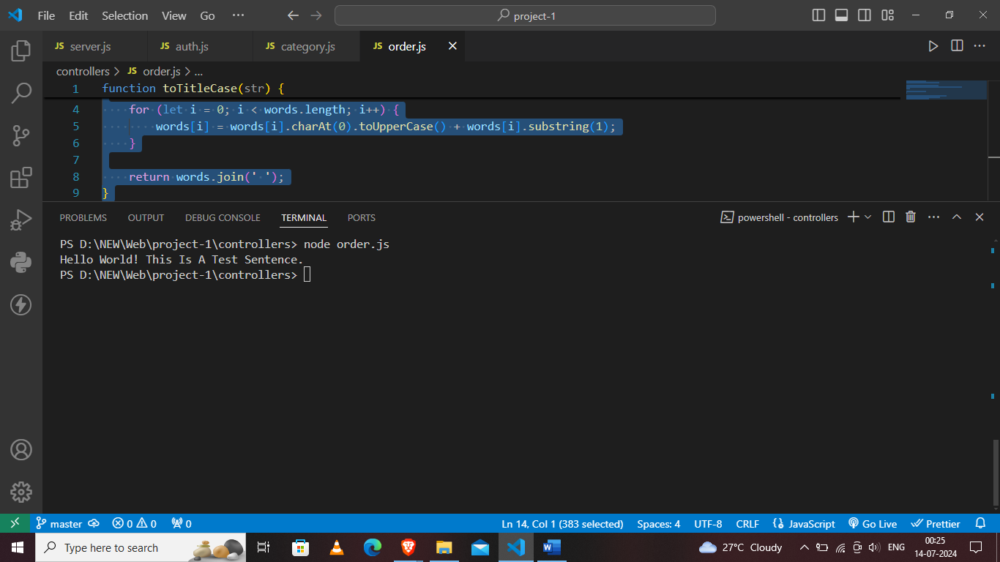 File Edit Selection View Go ··· project-1
JS server.js JS auth.js JS category.js JS order.js
controllers > JS order.js > ...
1 function toTitleCase(str) {
4 for (let i = 0; i < words.length; i++) {
5 words[i] = words[i].charAt(0).toUpperCase() + words[i].substring(1);
6 }
7
8 return words.join(' ');
9 }
PROBLEMS OUTPUT DEBUG CONSOLE TERMINAL PORTS powershell - controllers
PS D:\NEW\Web\project-1\controllers> node order.js
Hello World! This Is A Test Sentence.
PS D:\NEW\Web\project-1\controllers>
master 0 0 0 Ln 14, Col 1 (383 selected) Spaces: 4 UTF-8 CRLF {} JavaScript Go Live Prettier
Type here to search 27°C Cloudy ENG 00:25
14-07-2024